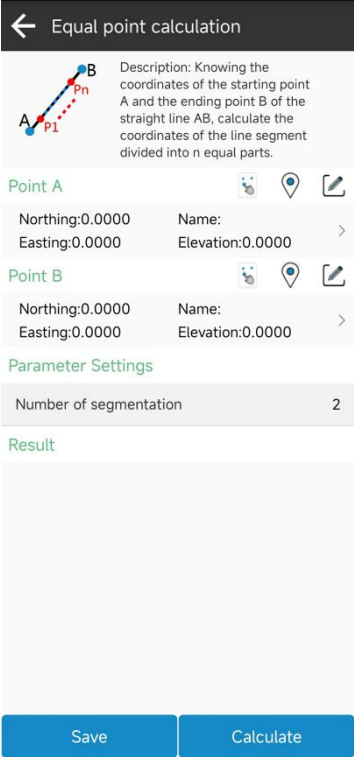 Equal point calculation
B
Pn
A
P1
Description: Knowing the
coordinates of the starting point
A and the ending point B of the
straight line AB, calculate the
coordinates of the line segment
divided into n equal parts.
Point A
Northing:0.0000 Name:
Easting:0.0000 Elevation:0.0000
Point B
Northing:0.0000 Name:
Easting:0.0000 Elevation:0.0000
Parameter Settings
Number of segmentation 2
Result
Save Calculate